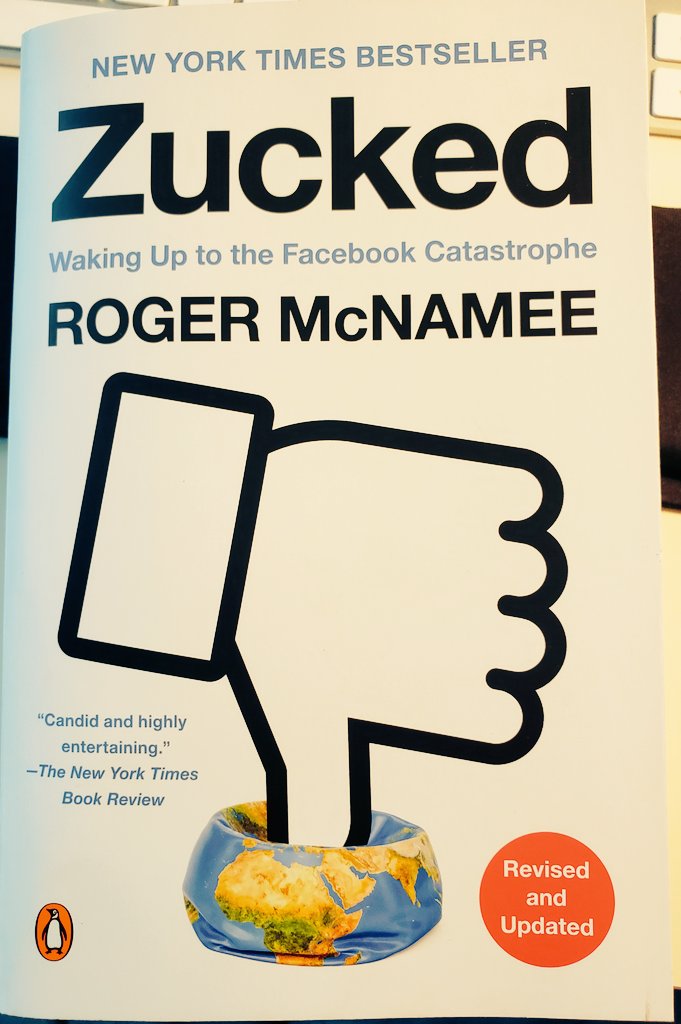 NEW YORK TIMES BESTSELLER
Zucked
Waking Up to the Facebook Catastrophe
ROGER McNAMEE
“Candid and highly
entertaining.”
—The New York Times
Book Review
Revised
and
Updated